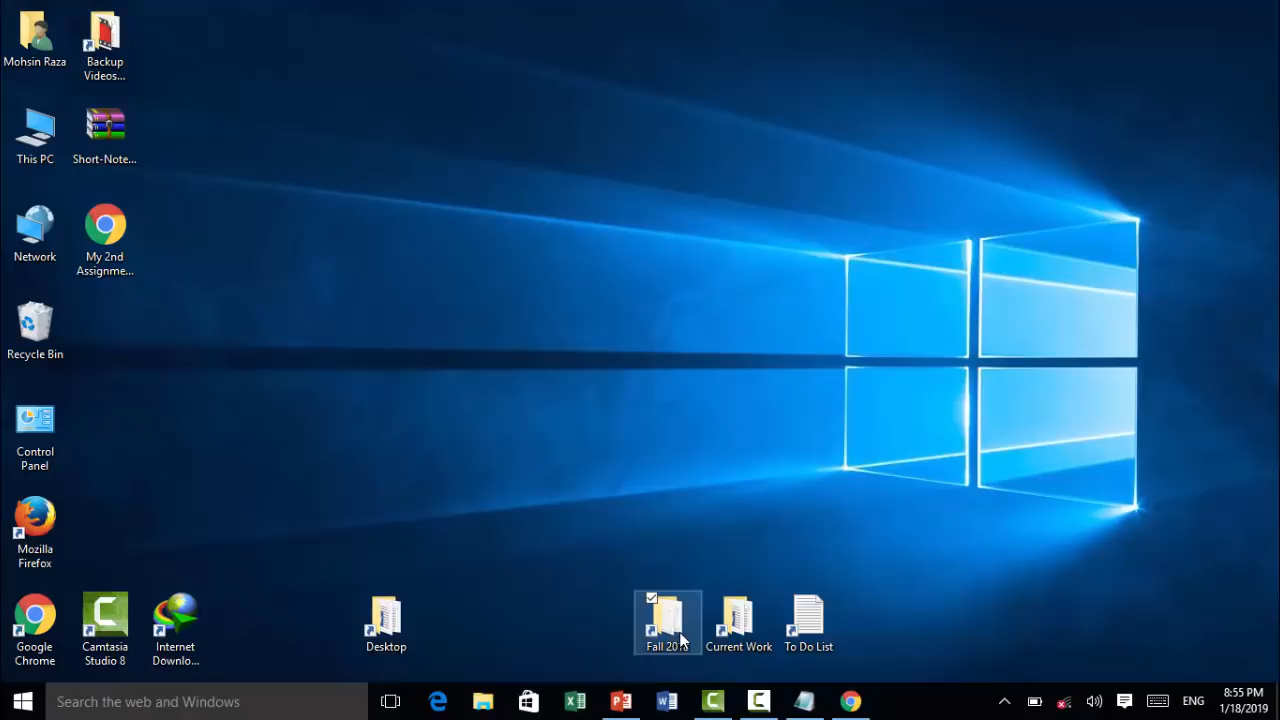 Mohsin Raza
Backup
Videos...
This PC
Short-Note...
Network
My 2nd
Assignme...
Recycle Bin
Control
Panel
Mozilla
Firefox
Google
Chrome
Camtasia
Studio 8
Internet
Downlo...
Desktop
Fall
Current Work
To Do List
Search the web and Windows
ENG
8:55 PM
1/18/2019